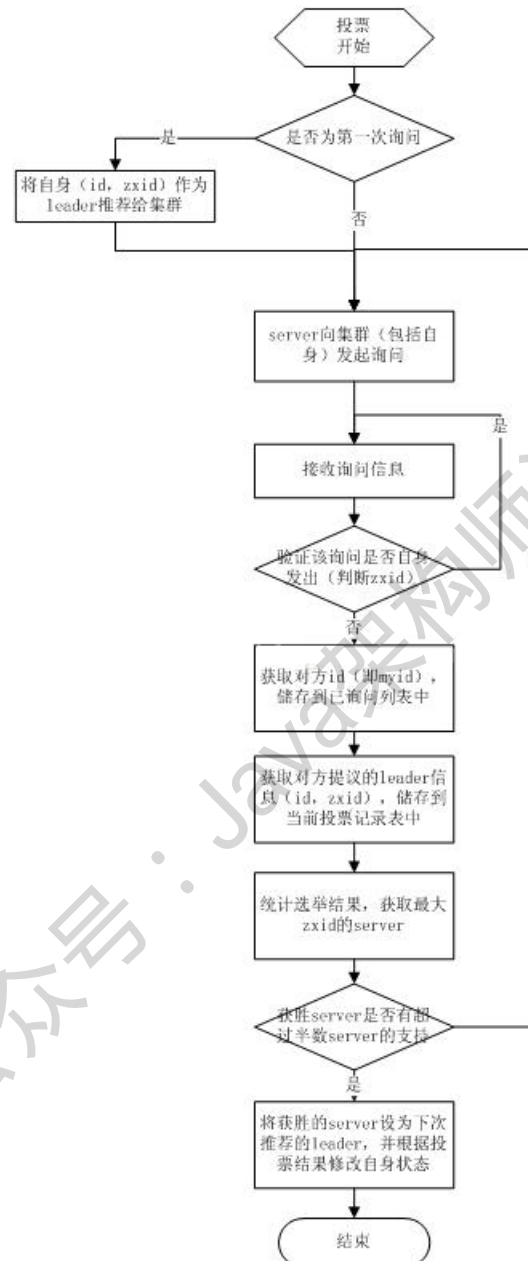 投票
开始
是否为第一次询问
是
将自身（id，zxid）作为
leader推荐给集群
否
server向集群（包括自
身）发起询问
是
接收询问信息
验证该询问是否自身
发出（判断zxid）
否
获取对方id（即myid），
储存到已询问列表中
获取对方提议的leader信
息（id，zxid），储存到
当前投票记录表中
统计选举结果，获取最大
zxid的server
获胜server是否有超
过半数server的支持
是
将获胜的server设为下次
推荐的leader，并根据投
票结果修改自身状态
结束
众号：Java架构师